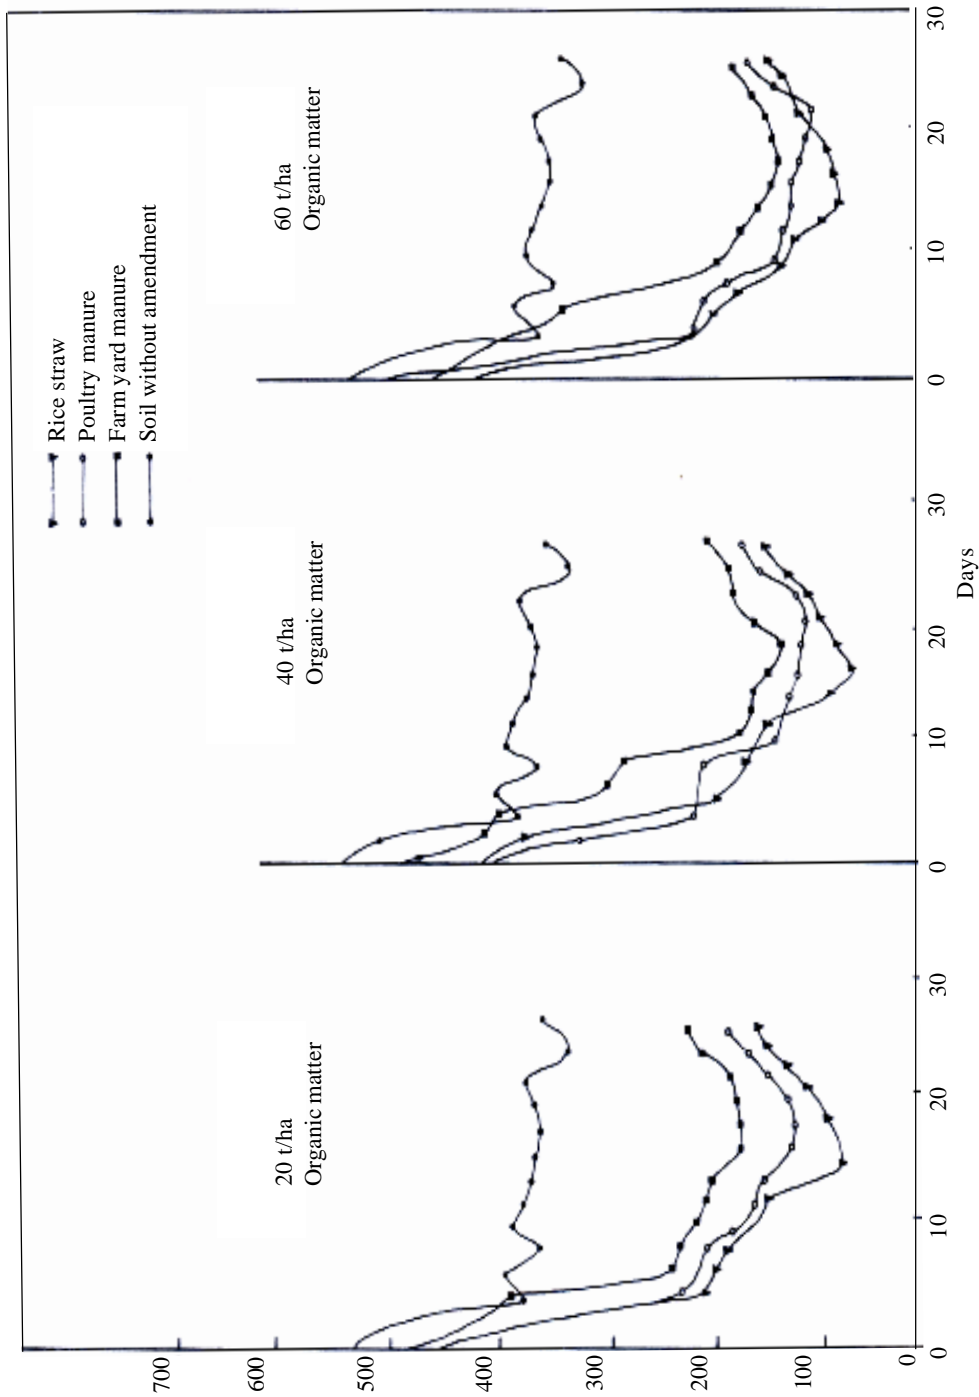 Rice straw
Poultry manure
Farm yard manure
Soil without amendment
20 t/ha
Organic matter
40 t/ha
Organic matter
60 t/ha
Organic matter
700
600
500
400
300
200
100
0
0
10
20
30
0
10
20
30
0
10
20
30
Days